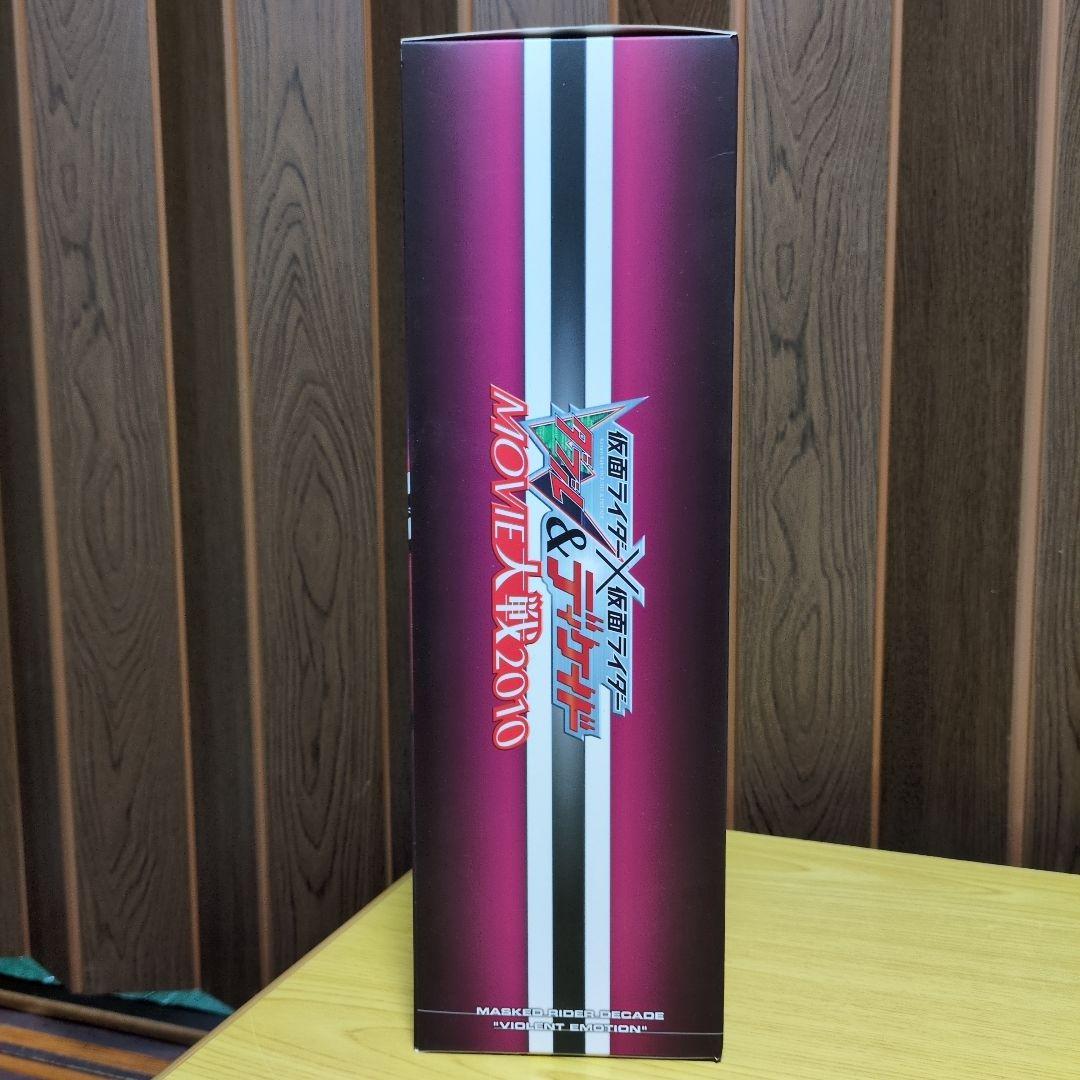 仮面ライダー×仮面ライダー
ダブル&ディケイド
MOVIE大戦2010
MASKED RIDER DECADE
"VIOLENT EMOTION"